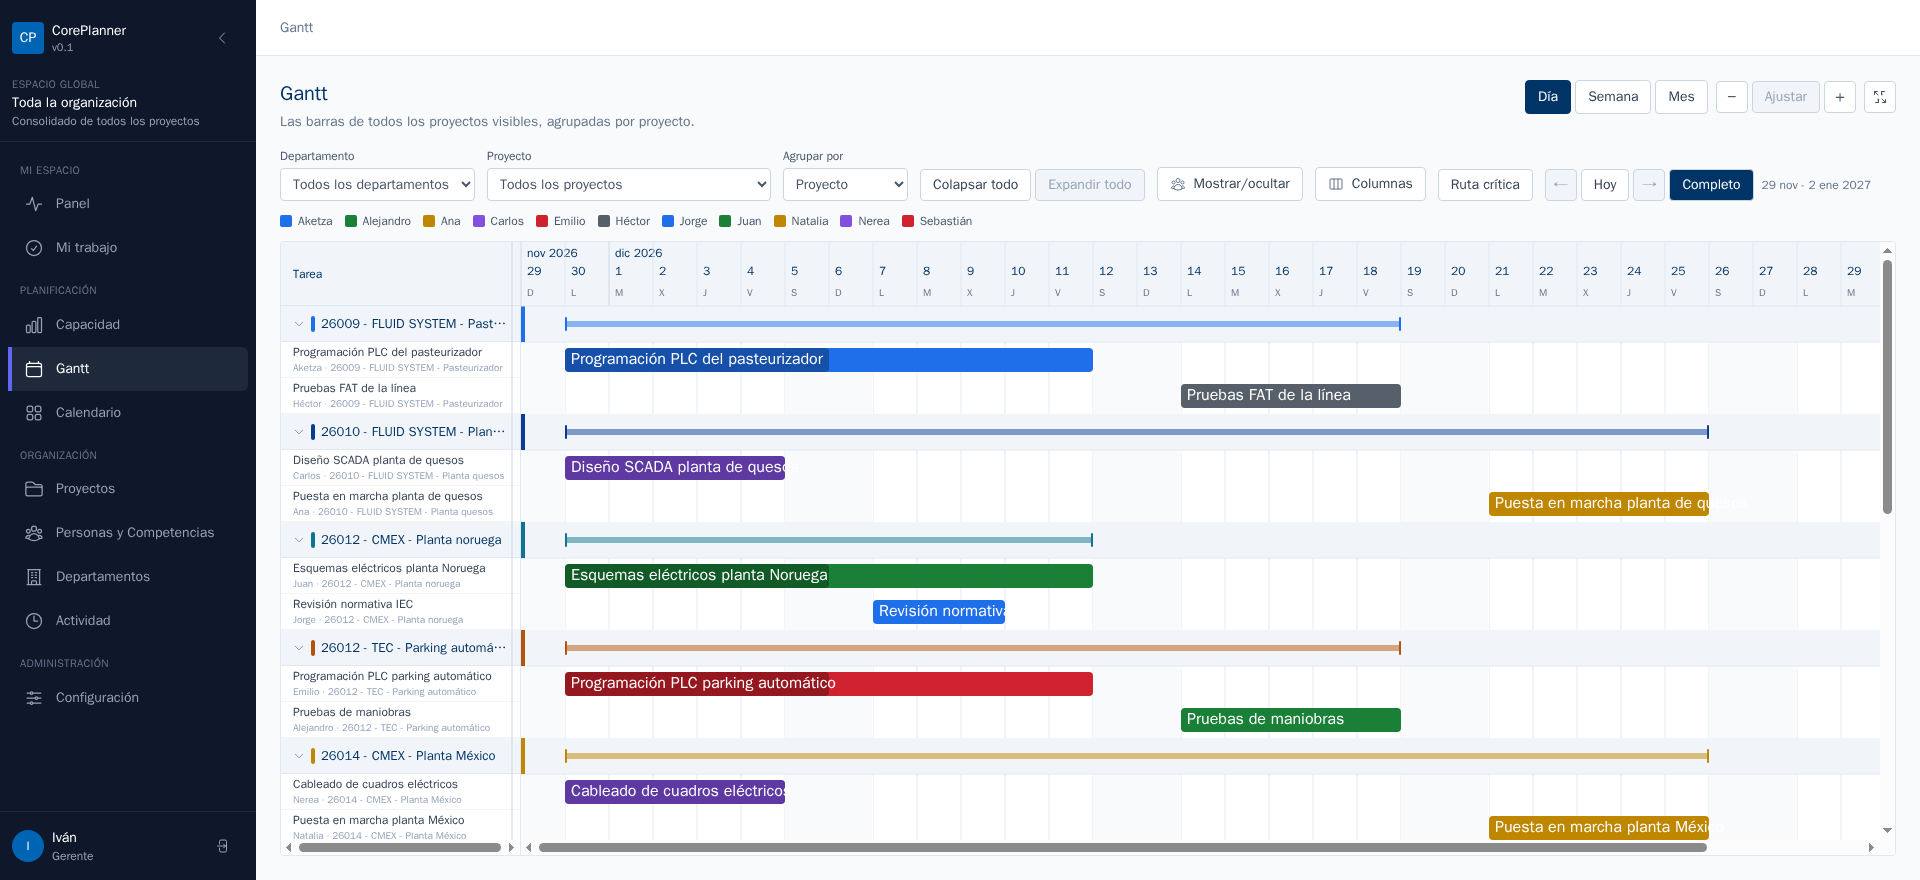 CP
CorePlanner
v0.1
ESPACIO GLOBAL
Toda la organización
Consolidado de todos los proyectos
MI ESPACIO
Panel
Mi trabajo
PLANIFICACIÓN
Capacidad
Gantt
Calendario
ORGANIZACIÓN
Proyectos
Personas y Competencias
Departamentos
Actividad
ADMINISTRACIÓN
Configuración
I
Iván
Gerente
Gantt
Gantt
Las barras de todos los proyectos visibles, agrupadas por proyecto.
Día Semana Mes − Ajustar +
Departamento Proyecto Agrupar por
Todos los departamentos Todos los proyectos Proyecto Colapsar todo Expandir todo Mostrar/ocultar Columnas Ruta crítica ← Hoy → Completo 29 nov - 2 ene 2027
Aketza Alejandro Ana Carlos Emilio Héctor Jorge Juan Natalia Nerea Sebastián
Tarea
nov 2026 dic 2026
29 30 1 2 3 4 5 6 7 8 9 10 11 12 13 14 15 16 17 18 19 20 21 22 23 24 25 26 27 28 29
D L M X J V S D L M X J V S D L M X J V S D L M X J V S D L M
26009 - FLUID SYSTEM - Past…
Programación PLC del pasteurizador
Aketza · 26009 - FLUID SYSTEM - Pasteurizador
Programación PLC del pasteurizador
Pruebas FAT de la línea
Héctor · 26009 - FLUID SYSTEM - Pasteurizador
Pruebas FAT de la línea
26010 - FLUID SYSTEM - Plan…
Diseño SCADA planta de quesos
Carlos · 26010 - FLUID SYSTEM - Planta quesos
Diseño SCADA planta de queso
Puesta en marcha planta de quesos
Ana · 26010 - FLUID SYSTEM - Planta quesos
Puesta en marcha planta de quesos
26012 - CMEX - Planta noruega
Esquemas eléctricos planta Noruega
Juan · 26012 - CMEX - Planta noruega
Esquemas eléctricos planta Noruega
Revisión normativa IEC
Jorge · 26012 - CMEX - Planta noruega
Revisión normativa
26012 - TEC - Parking automá…
Programación PLC parking automático
Emilio · 26012 - TEC - Parking automático
Programación PLC parking automático
Pruebas de maniobras
Alejandro · 26012 - TEC - Parking automático
Pruebas de maniobras
26014 - CMEX - Planta México
Cableado de cuadros eléctricos
Nerea · 26014 - CMEX - Planta México
Cableado de cuadros eléctricos
Puesta en marcha planta México
Natalia · 26014 - CMEX - Planta México
Puesta en marcha planta México